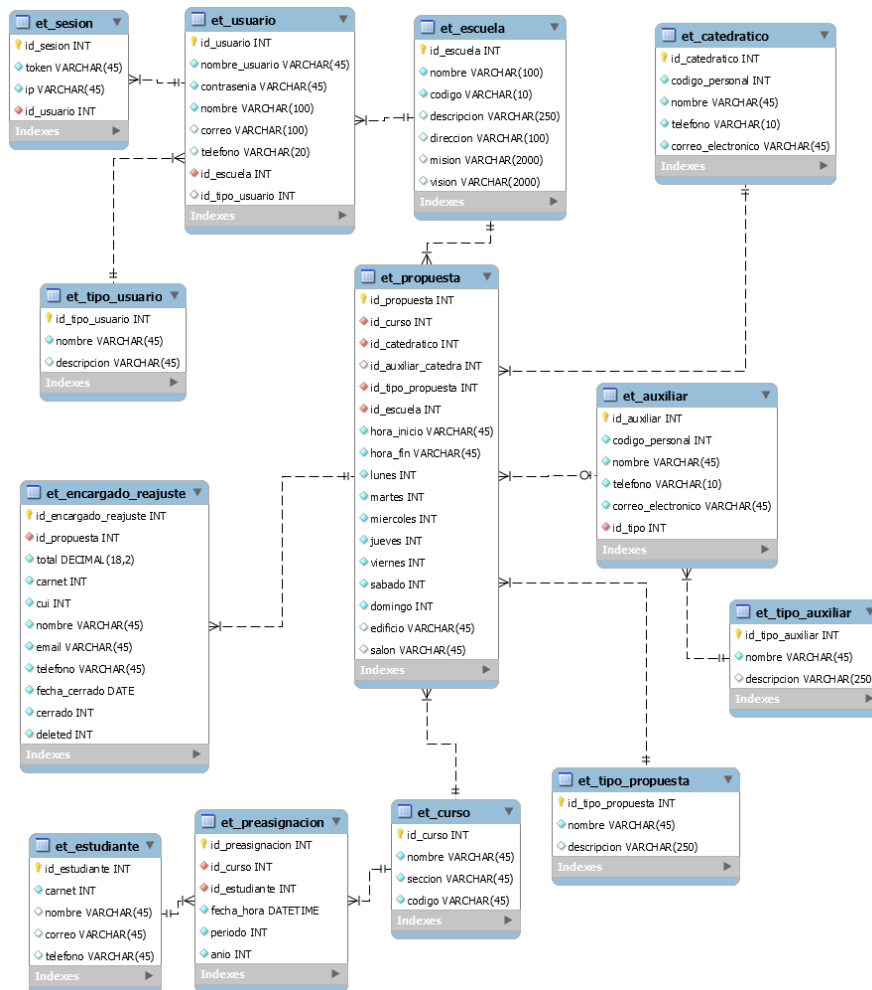 et_sesion
id_sesion INT
token VARCHAR(45)
ip VARCHAR(45)
id_usuario INT
Indexes
et_usuario
id_usuario INT
nombre_usuario VARCHAR(45)
contrasenia VARCHAR(45)
nombre VARCHAR(100)
correo VARCHAR(100)
telefono VARCHAR(20)
id_escuela INT
id_tipo_usuario INT
Indexes
et_escuela
id_escuela INT
nombre VARCHAR(100)
codigo VARCHAR(10)
descripcion VARCHAR(250)
direccion VARCHAR(100)
mision VARCHAR(2000)
vision VARCHAR(2000)
Indexes
et_catedratico
id_catedratico INT
codigo_personal INT
nombre VARCHAR(45)
telefono VARCHAR(10)
correo_electronico VARCHAR(45)
Indexes
et_tipo_usuario
id_tipo_usuario INT
nombre VARCHAR(45)
descripcion VARCHAR(45)
Indexes
et_propuesta
id_propuesta INT
id_curso INT
id_catedratico INT
id_auxiliar_catedra INT
id_tipo_propuesta INT
id_escuela INT
hora_inicio VARCHAR(45)
hora_fin VARCHAR(45)
lunes INT
martes INT
miercoles INT
jueves INT
viernes INT
sabado INT
domingo INT
edificio VARCHAR(45)
salon VARCHAR(45)
Indexes
et_auxiliar
id_auxiliar INT
codigo_personal INT
nombre VARCHAR(45)
telefono VARCHAR(10)
correo_electronico VARCHAR(45)
id_tipo INT
Indexes
et_encargado_reajuste
id_encargado_reajuste INT
id_propuesta INT
total DECIMAL(18,2)
carnet INT
cui INT
nombre VARCHAR(45)
email VARCHAR(45)
telefono VARCHAR(45)
fecha_cerrado DATE
cerrado INT
deleted INT
Indexes
et_tipo_auxiliar
id_tipo_auxiliar INT
nombre VARCHAR(45)
descripcion VARCHAR(250
Indexes
et_tipo_propuesta
id_tipo_propuesta INT
nombre VARCHAR(45)
descripcion VARCHAR(250)
Indexes
et_estudiante
id_estudiante INT
carnet INT
nombre VARCHAR(45)
correo VARCHAR(45)
telefono VARCHAR(45)
Indexes
et_preasignacion
id_preasignacion INT
id_curso INT
id_estudiante INT
fecha_hora DATETIME
periodo INT
anio INT
Indexes
et_curso
id_curso INT
nombre VARCHAR(45)
seccion VARCHAR(45)
codigo VARCHAR(45)
Indexes